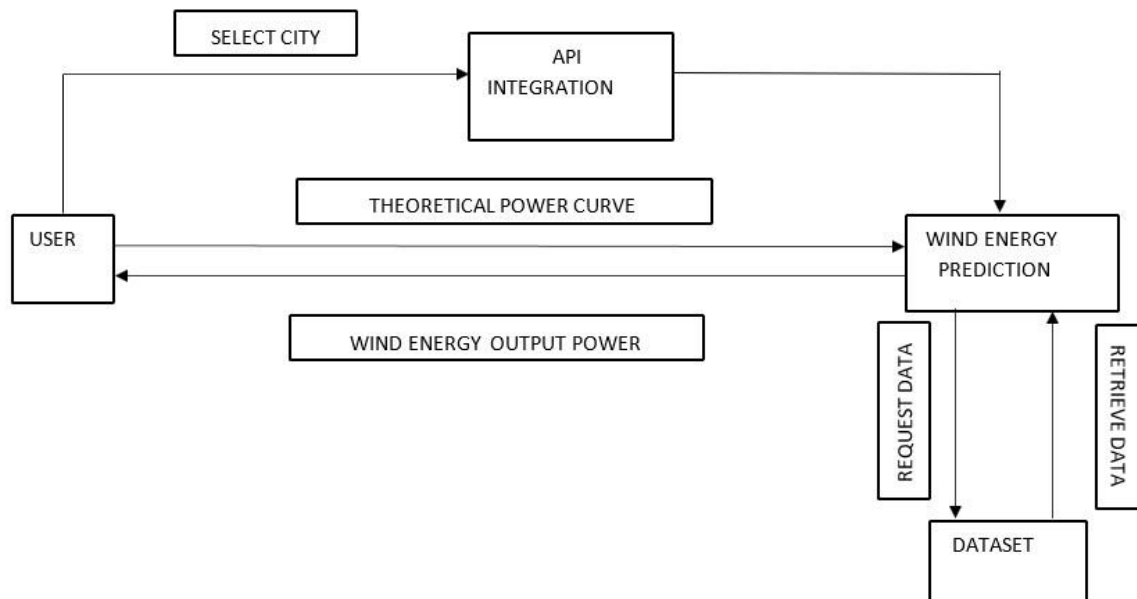 SELECT CITY
API
INTEGRATION
THEORETICAL POWER CURVE
USER
WIND ENERGY
PREDICTION
WIND ENERGY OUTPUT POWER
REQUEST DATA
RETRIEVE DATA
DATASET